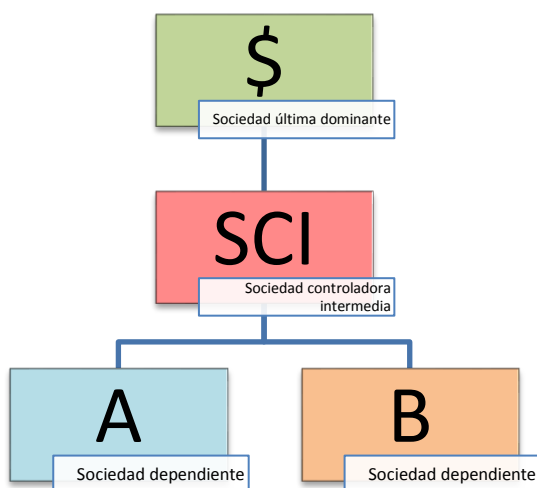 $
Sociedad última dominante
SCI
Sociedad controladora
intermedia
A
Sociedad dependiente
B
Sociedad dependiente